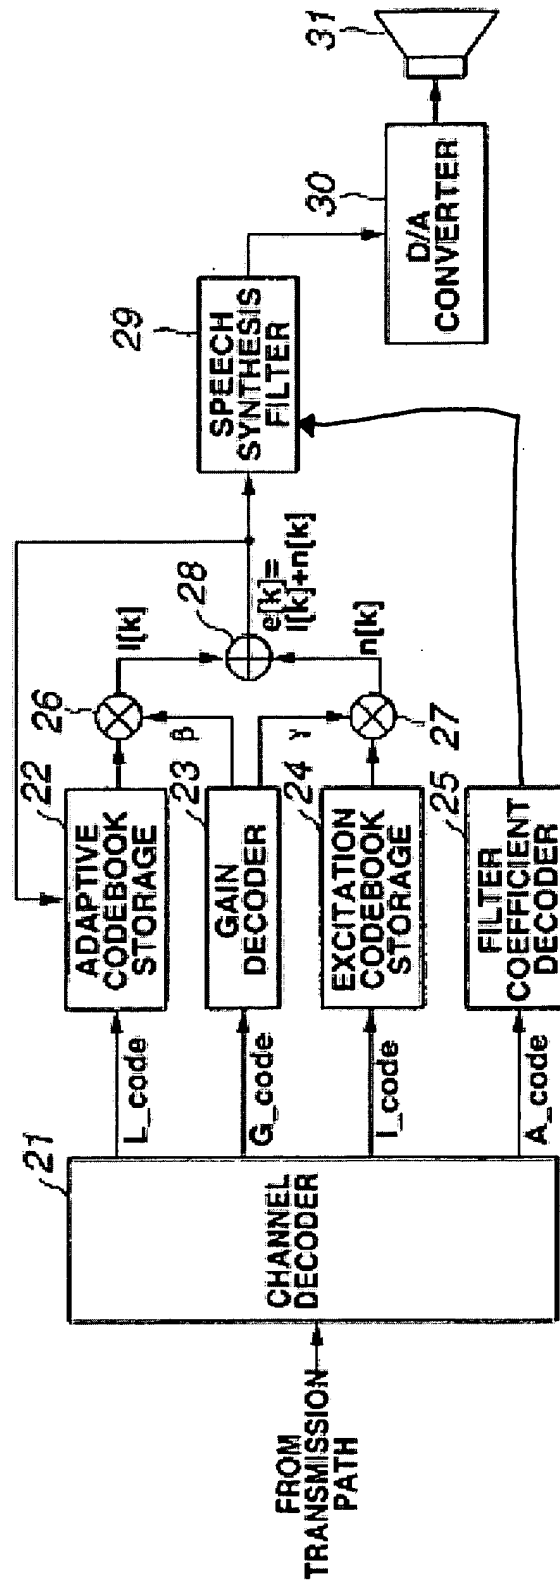 FROM
TRANSMISSION
PATH
21
CHANNEL
DECODER
L_code
G_code
I_code
A_code
22
ADAPTIVE
CODEBOOK
STORAGE
23
GAIN
DECODER
24
EXCITATION
CODEBOOK
STORAGE
25
FILTER
COEFFICIENT
DECODER
26
l[k]
β
γ
27
n[k]
28
e[k]=
l[k]+n[k]
29
SPEECH
SYNTHESIS
FILTER
30
D/A
CONVERTER
31